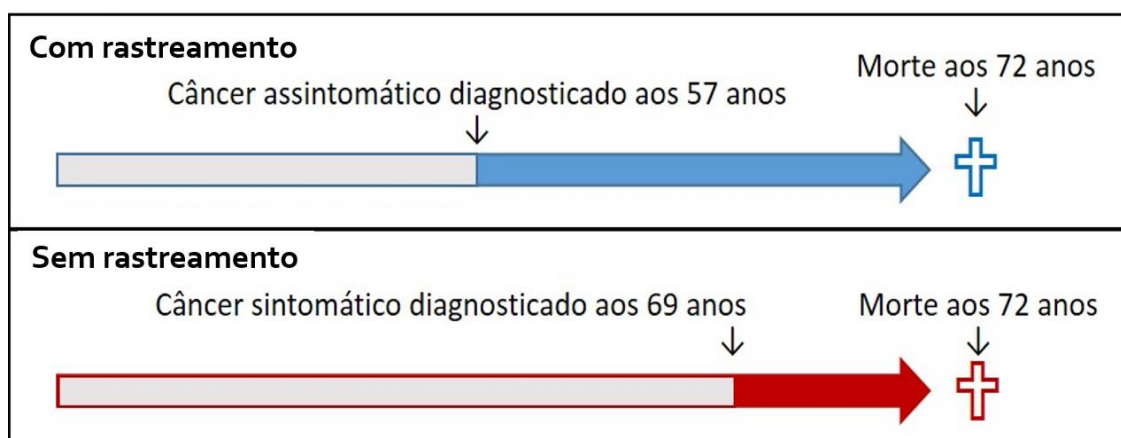 Com rastreamento
Morte aos 72 anos
Câncer assintomático diagnosticado aos 57 anos
Sem rastreamento
Câncer sintomático diagnosticado aos 69 anos
Morte aos 72 anos